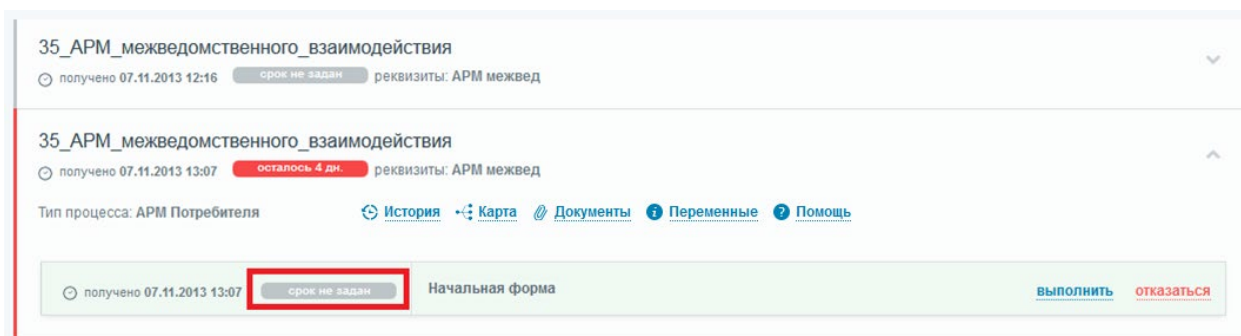 35_АРМ_межведомственного_взаимодействия
получено 07.11.2013 12:16 срок не задан реквизиты: АРМ межвед
35_АРМ_межведомственного_взаимодействия
получено 07.11.2013 13:07 осталось 4 дн. реквизиты: АРМ межвед
Тип процесса: АРМ Потребителя История Карта Документы Переменные Помощь
получено 07.11.2013 13:07 срок не задан Начальная форма выполнить отказаться